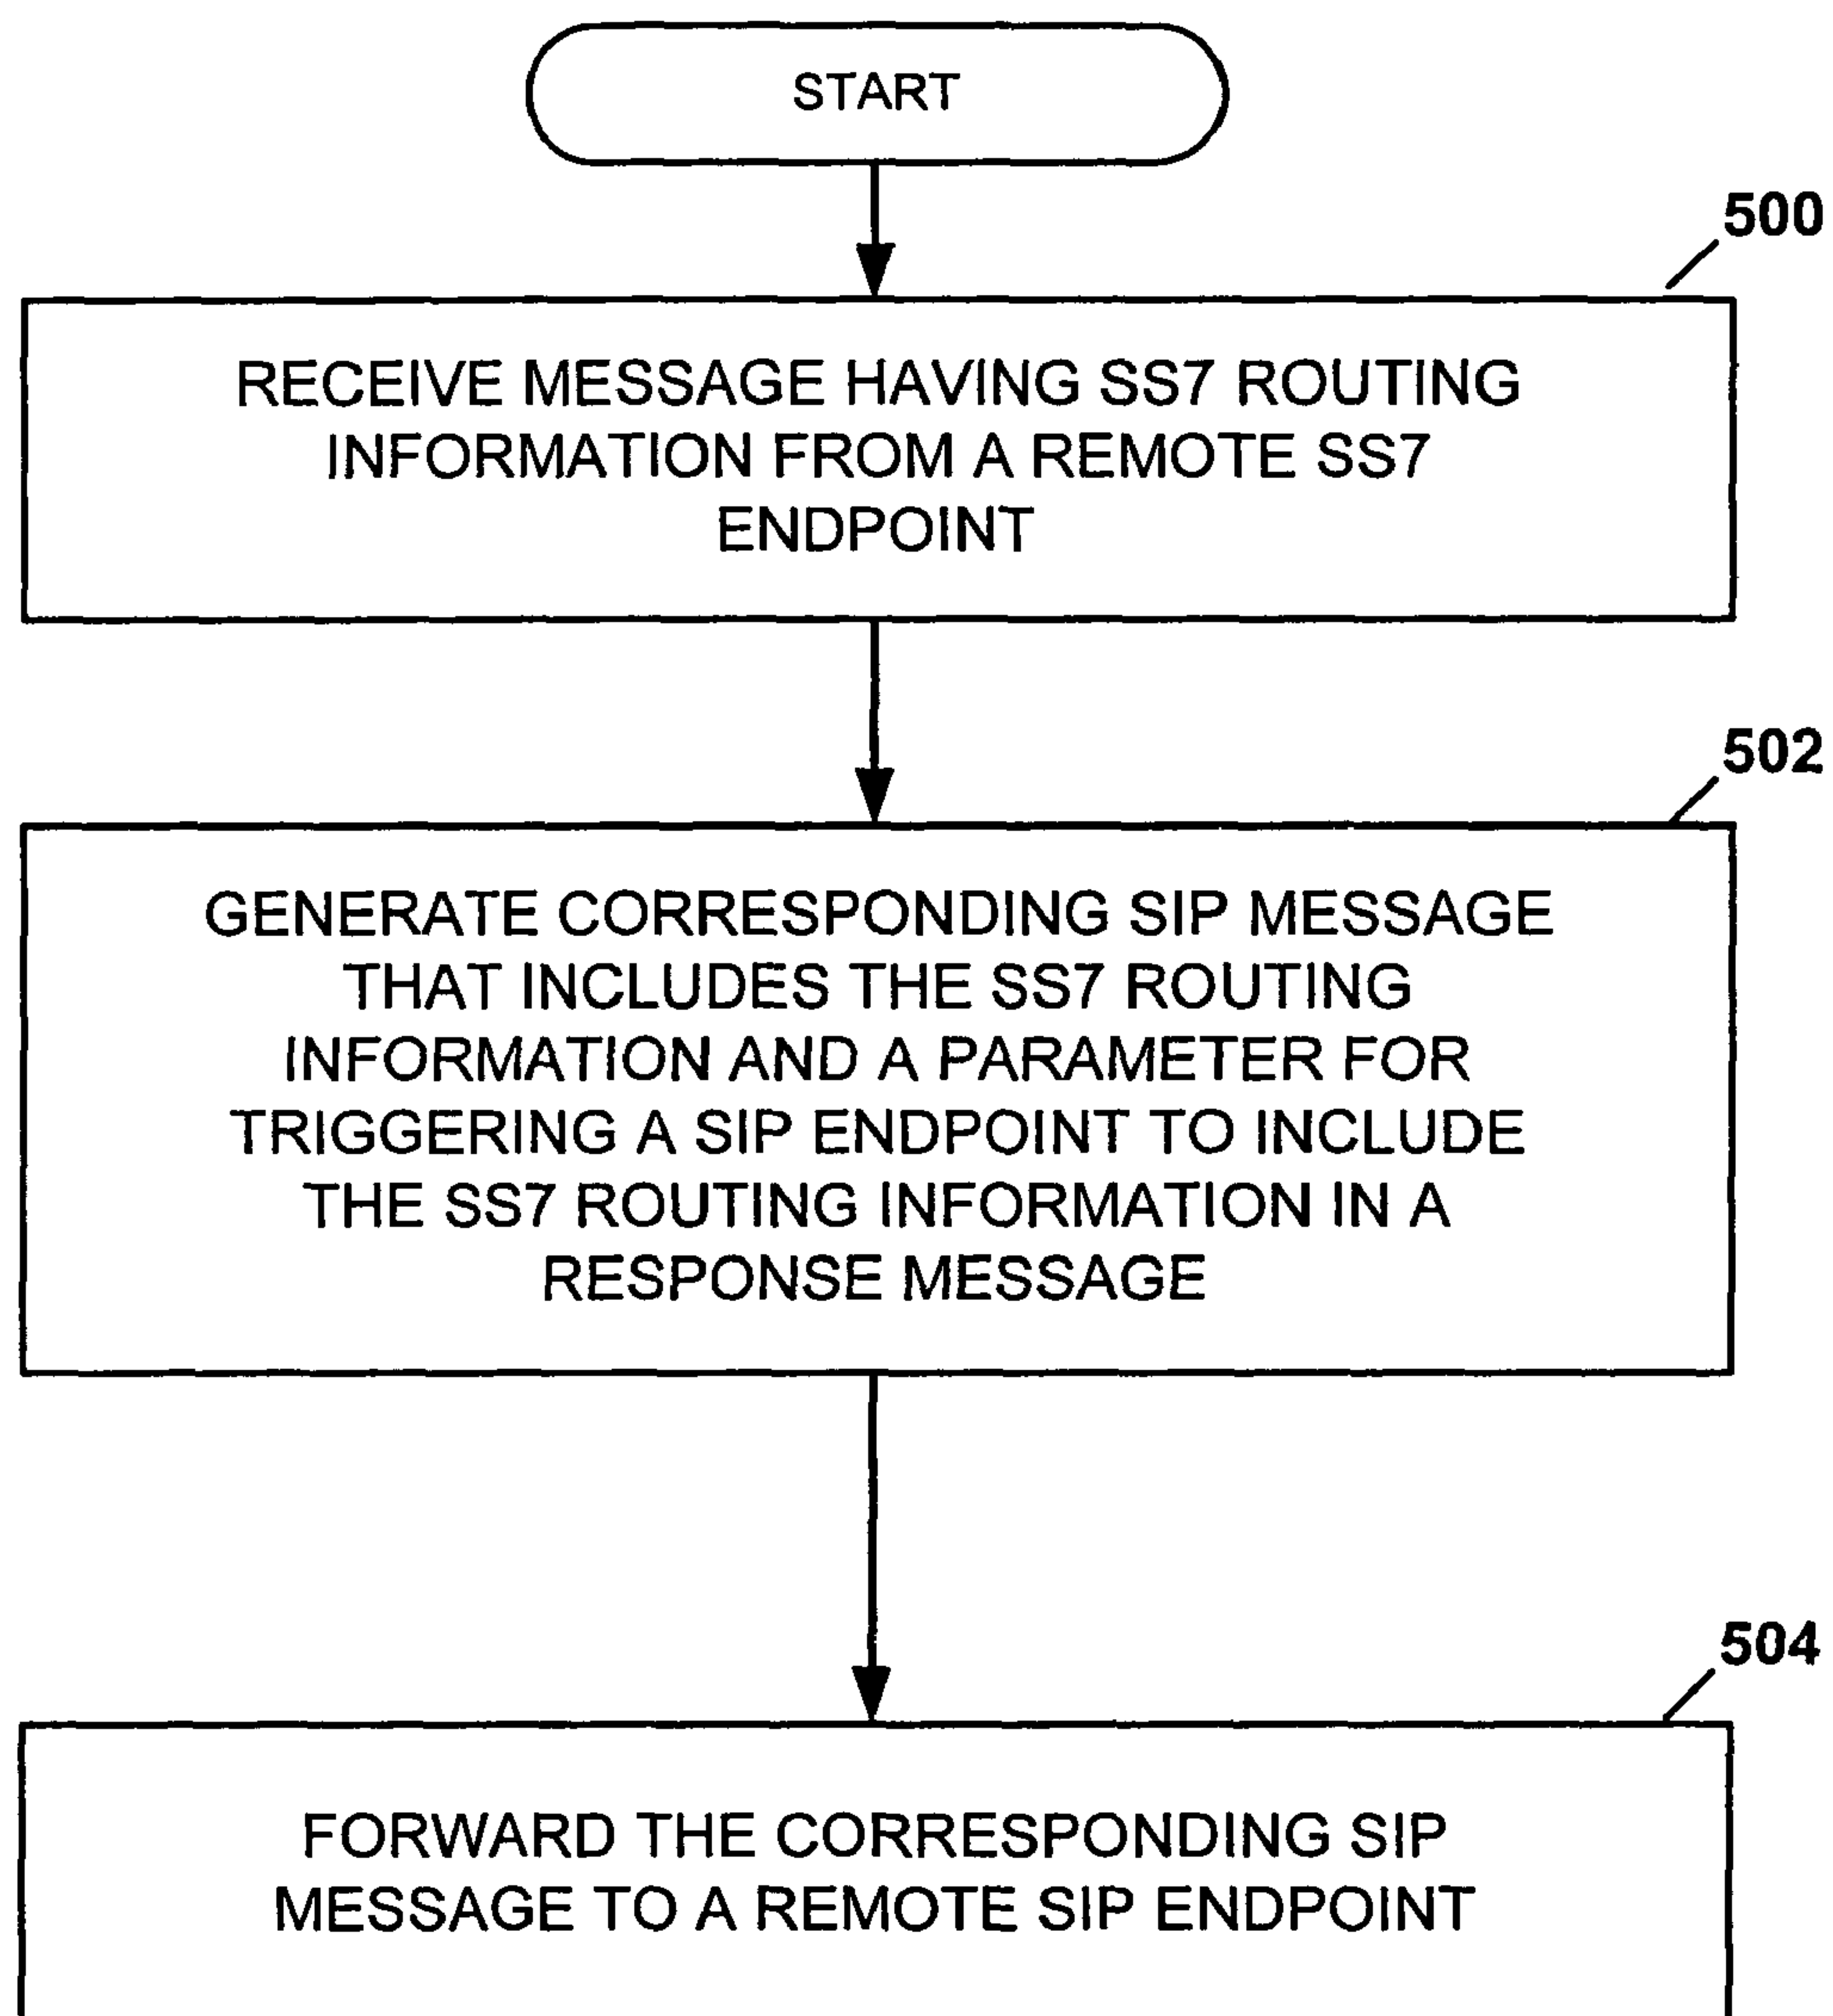 START
500
RECEIVE MESSAGE HAVING SS7 ROUTING
INFORMATION FROM A REMOTE SS7
ENDPOINT
502
GENERATE CORRESPONDING SIP MESSAGE
THAT INCLUDES THE SS7 ROUTING
INFORMATION AND A PARAMETER FOR
TRIGGERING A SIP ENDPOINT TO INCLUDE
THE SS7 ROUTING INFORMATION IN A
RESPONSE MESSAGE
504
FORWARD THE CORRESPONDING SIP
MESSAGE TO A REMOTE SIP ENDPOINT